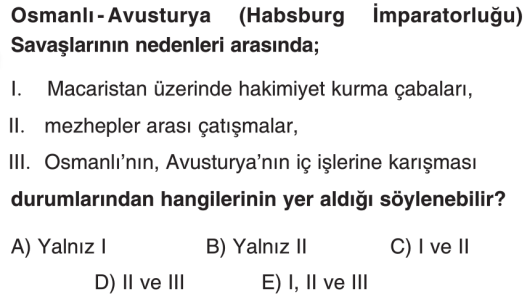 Osmanlı-Avusturya (Habsburg İmparatorluğu)
Savaşlarının nedenleri arasında;
I. Macaristan üzerinde hakimiyet kurma çabaları,
II. mezhepler arası çatışmalar,
III. Osmanlı'nın, Avusturya'nın iç işlerine karışması
durumlarından hangilerinin yer aldığı söylenebilir?
A) Yalnız I B) Yalnız II C) I ve II
D) II ve III E) I, II ve III